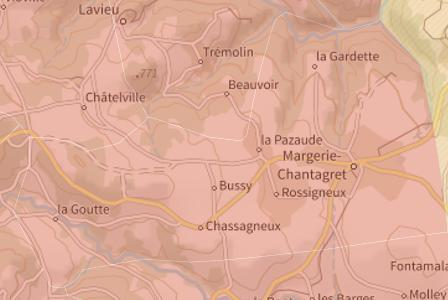 Lavieu
Trémolin
la Gardette
.771
Beauvoir
Châtelville
la Pazaude
Margerie-
Chantagret
Bussy
Rossigneux
la Goutte
Chassagneux
Fontamala
les Barges
Molley